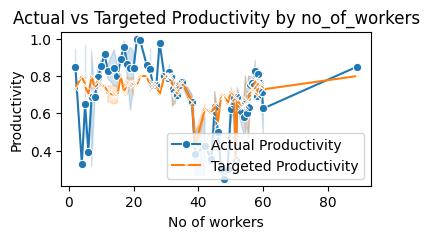 Actual vs Targeted Productivity by no_of_workers
Productivity
1.0
0.8
0.6
0.4
Actual Productivity
Targeted Productivity
0
20
40
60
80
No of workers